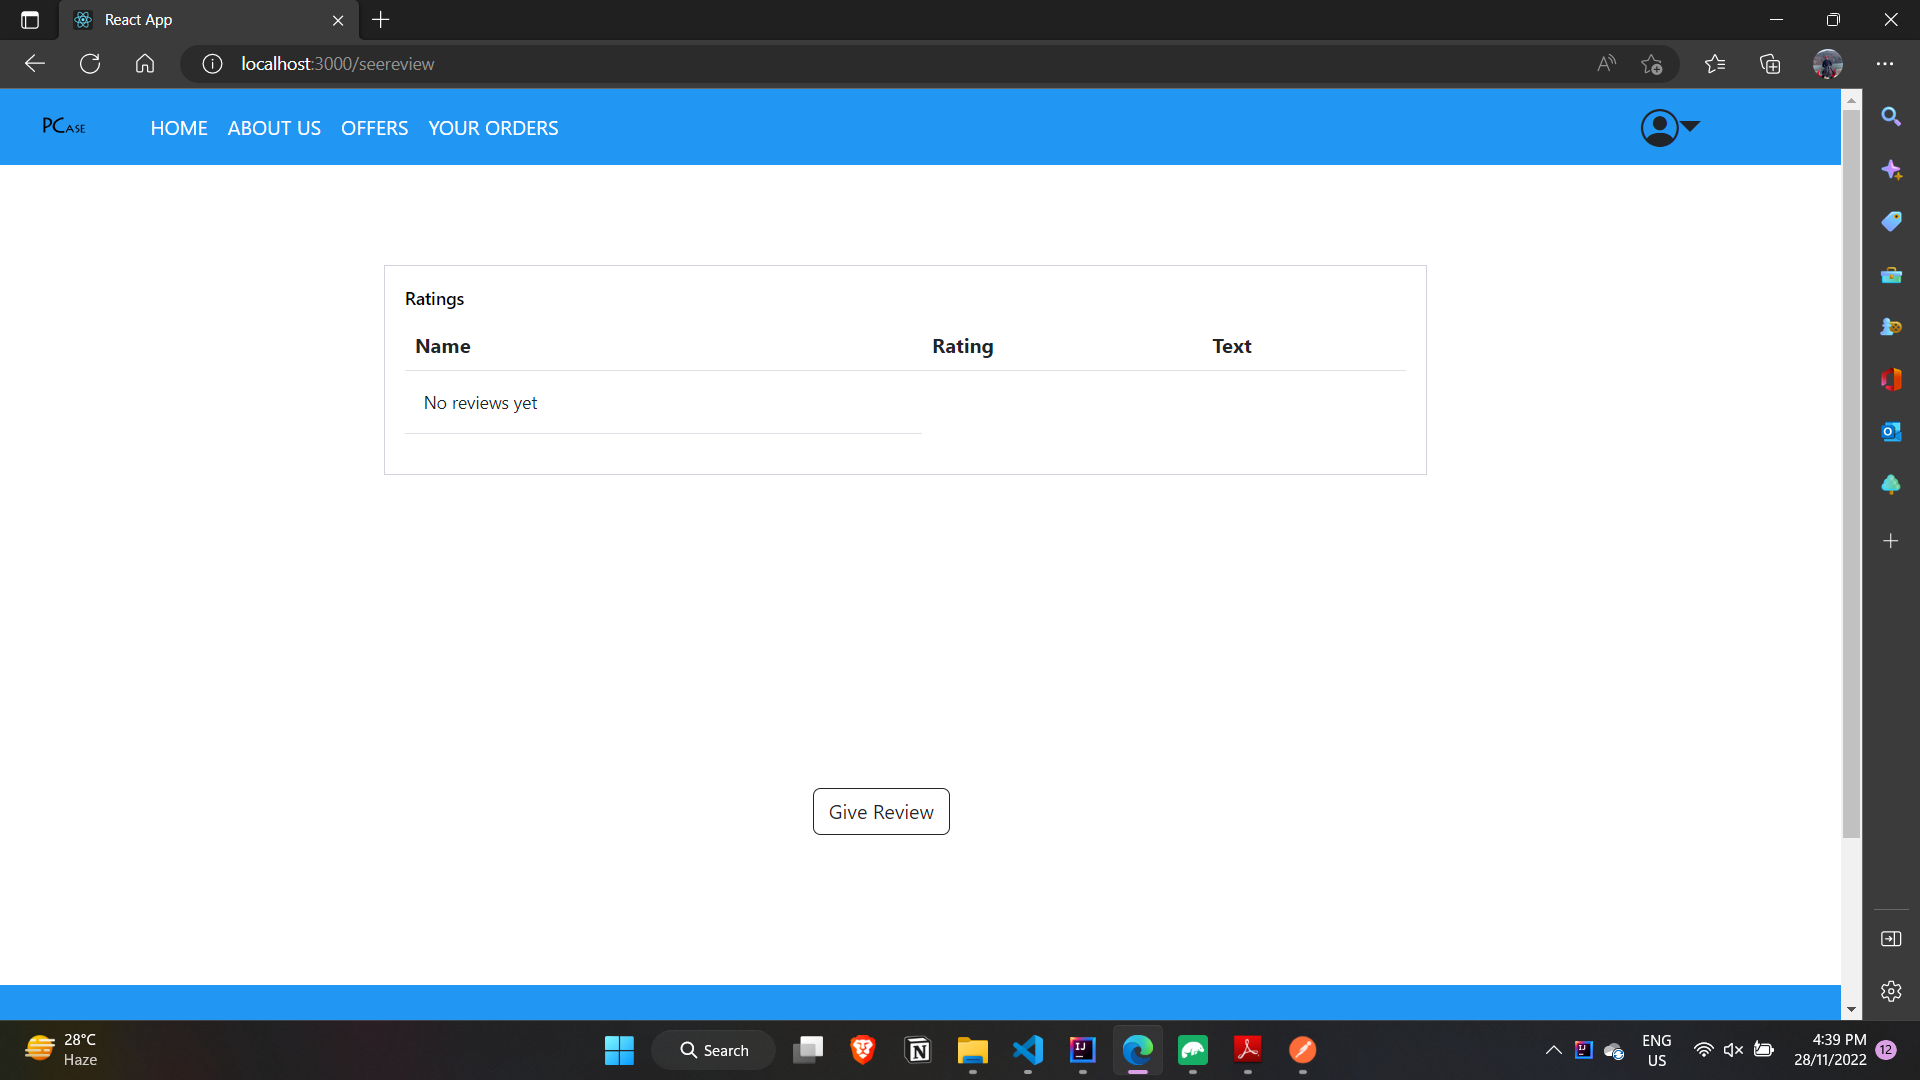 React App
localhost:3000/seereview
PCASE
HOME ABOUT US OFFERS YOUR ORDERS
Ratings
Name Rating Text
No reviews yet
Give Review
28°C
Haze
Search
ENG
US
4:39 PM
28/11/2022
12